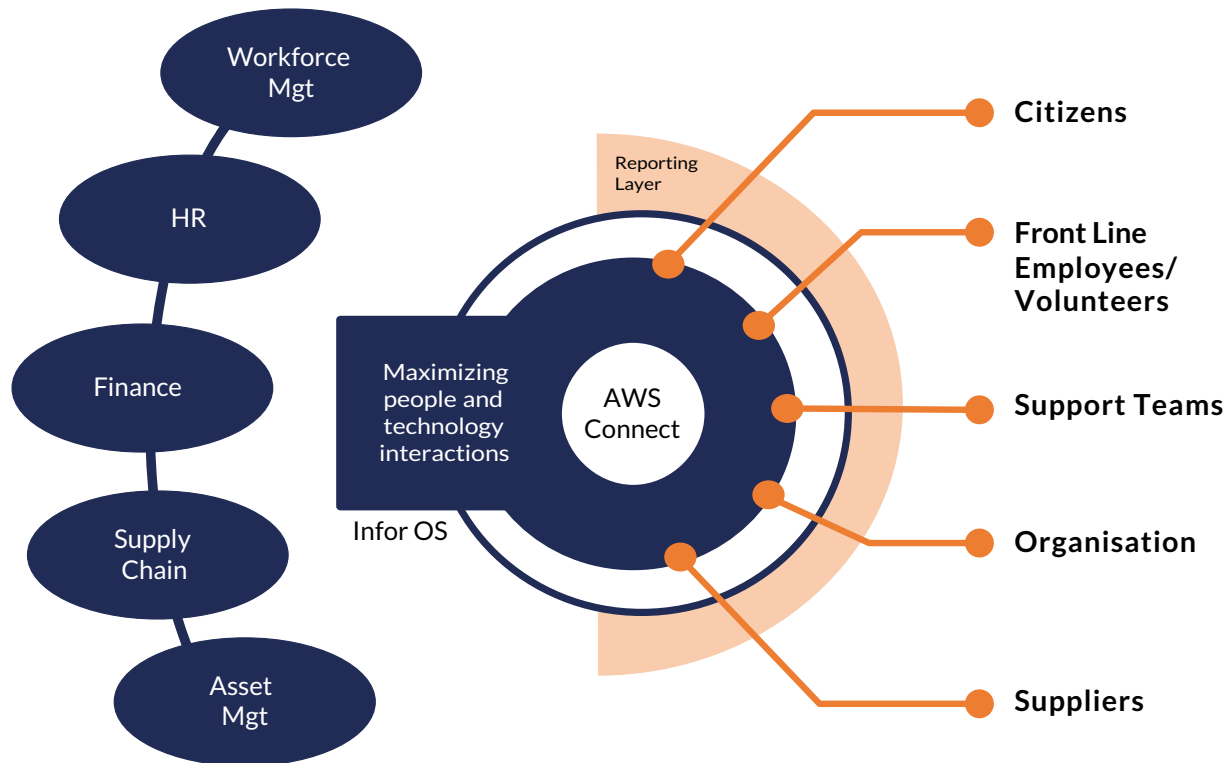 Workforce
Mgt
HR
Finance
Supply
Chain
Asset
Mgt
Reporting
Layer
Maximizing
people and
technology
interactions
AWS
Connect
Infor OS
Citizens
Front Line
Employees/
Volunteers
Support Teams
Organisation
Suppliers